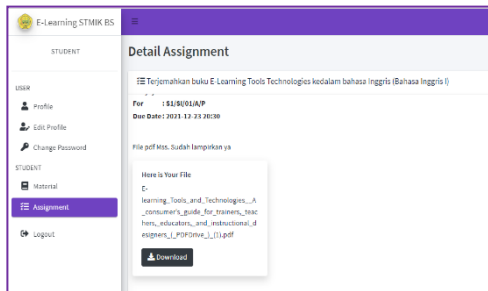 E-Learning STMIK BS
STUDENT
USER
Profile
Edit Profile
Change Password
STUDENT
Material
Assignment
Logout
Detail Assignment
Terjemahkan buku E-Learning Tools Technologies kedalam bahasa Inggris (Bahasa Inggris I)
For : S1/SI/01/A/P
Due Date : 2021-12-23 20:30
File pdf Mss. Sudah lampirkan ya
Here is Your File
E-
learning_Tools_and_Technologies__A
_consumer's_guide_for_trainers,_teac
hers,_educators,_and_instructional_d
esigners_(_PDFDrive_)_(1).pdf
Download